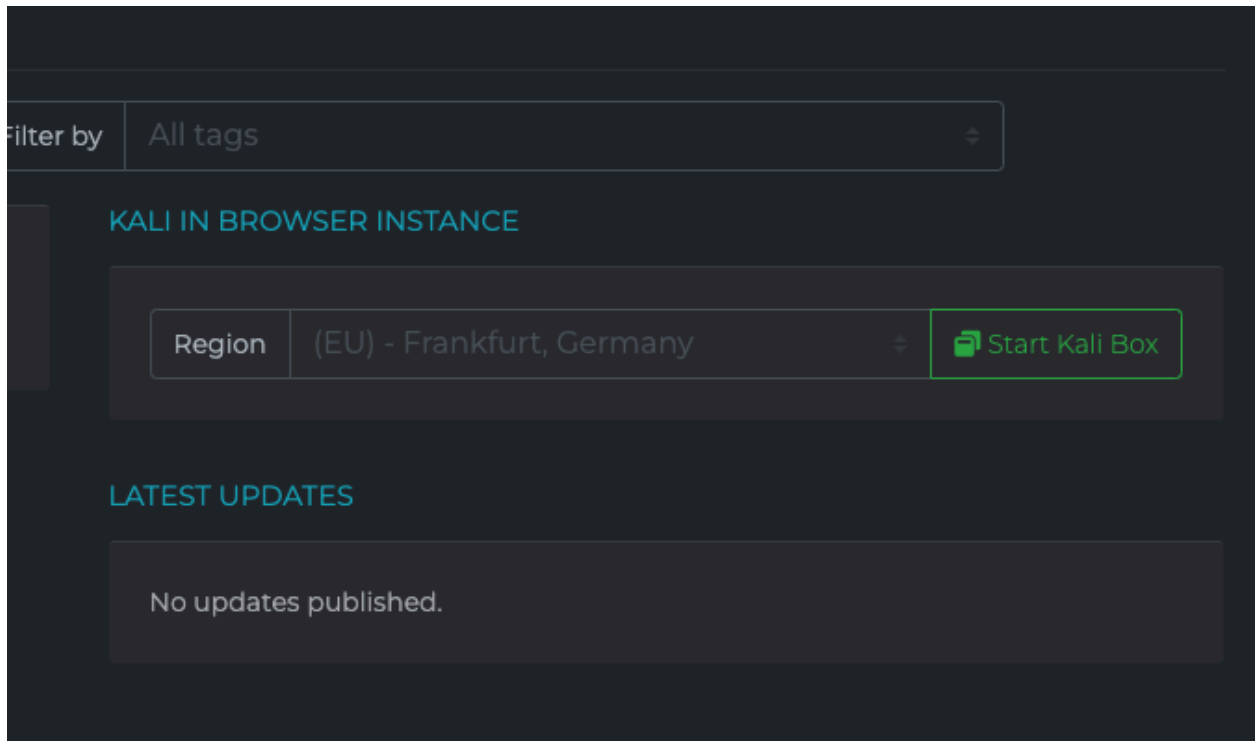 Filter by All tags
KALI IN BROWSER INSTANCE
Region (EU) - Frankfurt, Germany Start Kali Box
LATEST UPDATES
No updates published.